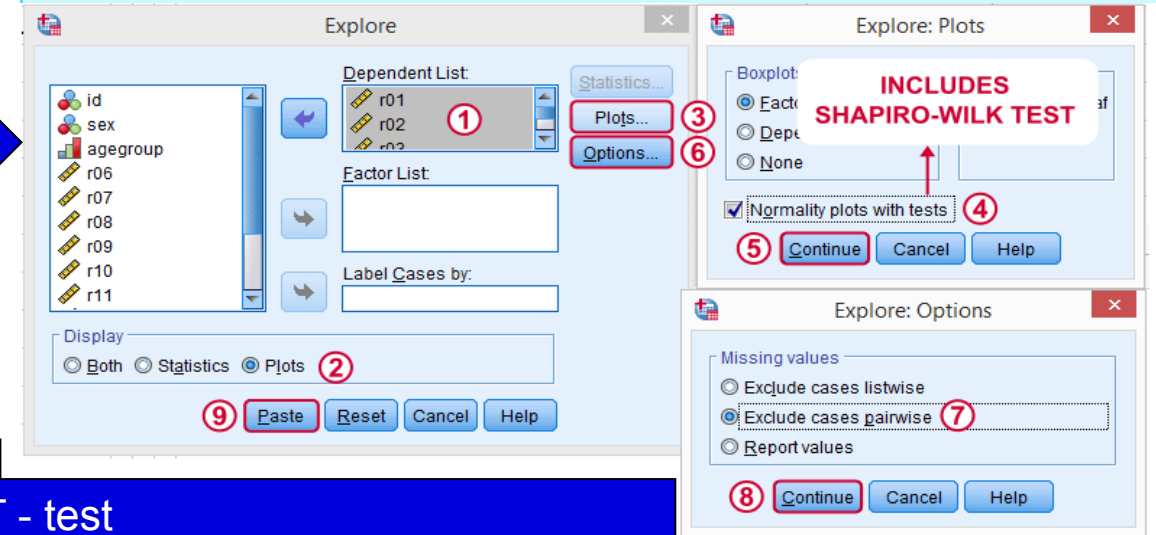 Explore
Dependent List:
id
sex
agegroup
r06
r07
r08
r09
r10
r11
r01
r02
1
Statistics...
Plots...
3
Options...
6
Factor List:
Label Cases by:
Display
Both Statistics Plots 2
9 Paste Reset Cancel Help
Explore: Plots
INCLUDES
SHAPIRO-WILK TEST
None
Normality plots with tests 4
5 Continue Cancel Help
Explore: Options
Missing values
Exclude cases listwise
Exclude cases pairwise 7
Report values
8 Continue Cancel Help
- test